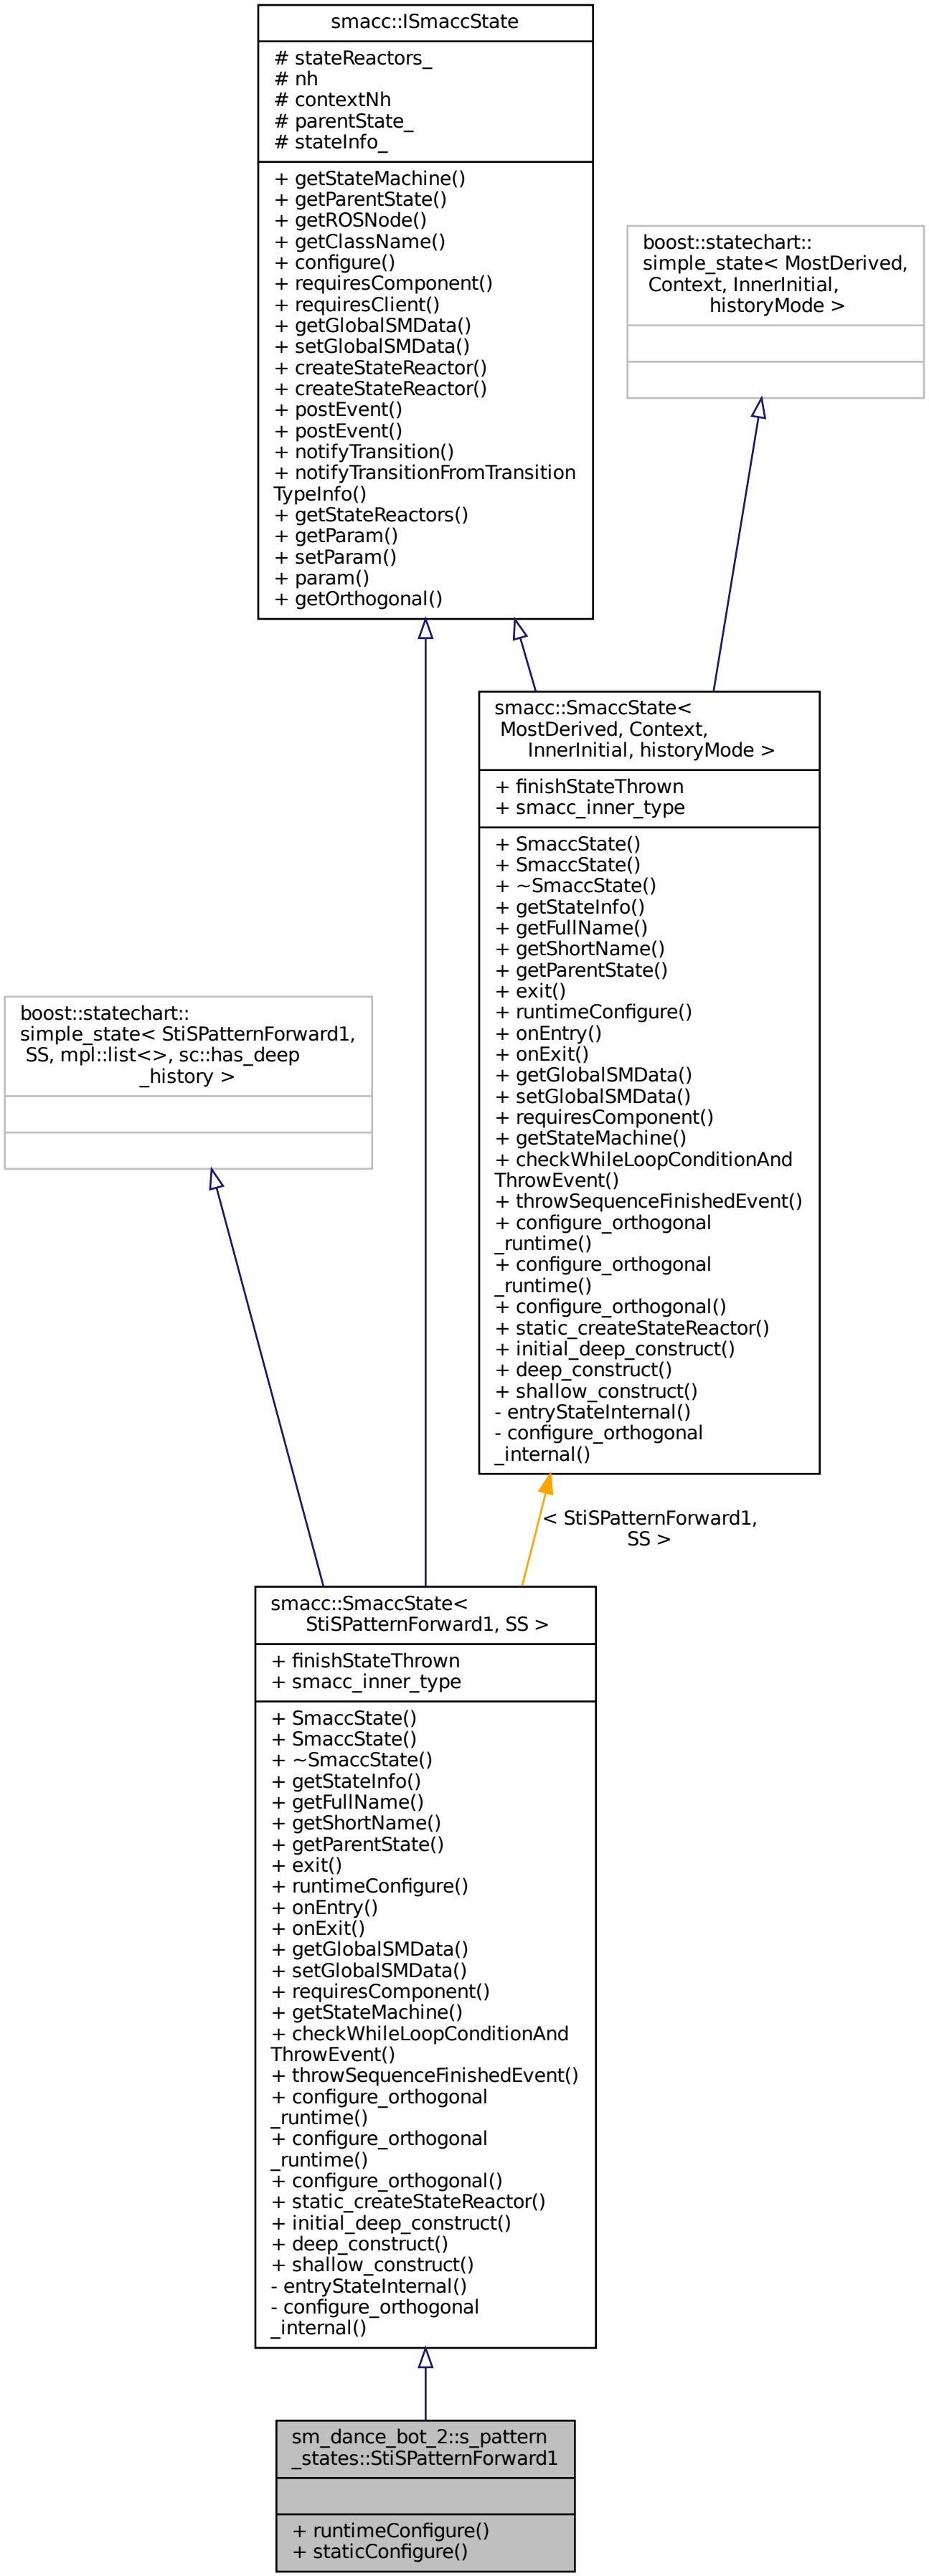 smacc::ISmaccState
# stateReactors_
# nh
# contextNh
# parentState_
# stateInfo_
+ getStateMachine()
+ getParentState()
+ getROSNode()
+ getClassName()
+ configure()
+ requiresComponent()
+ requiresClient()
+ getGlobalSMData()
+ setGlobalSMData()
+ createStateReactor()
+ createStateReactor()
+ postEvent()
+ postEvent()
+ notifyTransition()
+ notifyTransitionFromTransition
TypeInfo()
+ getStateReactors()
+ getParam()
+ setParam()
+ param()
+ getOrthogonal()
boost::statechart::
simple_state< MostDerived,
Context, InnerInitial,
historyMode >
smacc::SmaccState<
MostDerived, Context,
InnerInitial, historyMode >
+ finishStateThrown
+ smacc_inner_type
+ SmaccState()
+ SmaccState()
+ ~SmaccState()
+ getStateInfo()
+ getFullName()
+ getShortName()
+ getParentState()
+ exit()
+ runtimeConfigure()
+ onEntry()
+ onExit()
+ getGlobalSMData()
+ setGlobalSMData()
+ requiresComponent()
+ getStateMachine()
+ checkWhileLoopConditionAnd
ThrowEvent()
+ throwSequenceFinishedEvent()
+ configure_orthogonal
_runtime()
+ configure_orthogonal
_runtime()
+ configure_orthogonal()
+ static_createStateReactor()
+ initial_deep_construct()
+ deep_construct()
+ shallow_construct()
- entryStateInternal()
- configure_orthogonal
_internal()
boost::statechart::
simple_state< StiSPatternForward1,
SS, mpl::list<>, sc::has_deep
_history >
< StiSPatternForward1,
SS >
smacc::SmaccState<
StiSPatternForward1, SS >
+ finishStateThrown
+ smacc_inner_type
+ SmaccState()
+ SmaccState()
+ ~SmaccState()
+ getStateInfo()
+ getFullName()
+ getShortName()
+ getParentState()
+ exit()
+ runtimeConfigure()
+ onEntry()
+ onExit()
+ getGlobalSMData()
+ setGlobalSMData()
+ requiresComponent()
+ getStateMachine()
+ checkWhileLoopConditionAnd
ThrowEvent()
+ throwSequenceFinishedEvent()
+ configure_orthogonal
_runtime()
+ configure_orthogonal
_runtime()
+ configure_orthogonal()
+ static_createStateReactor()
+ initial_deep_construct()
+ deep_construct()
+ shallow_construct()
- entryStateInternal()
- configure_orthogonal
_internal()
sm_dance_bot_2::s_pattern
_states::StiSPatternForward1
+ runtimeConfigure()
+ staticConfigure()